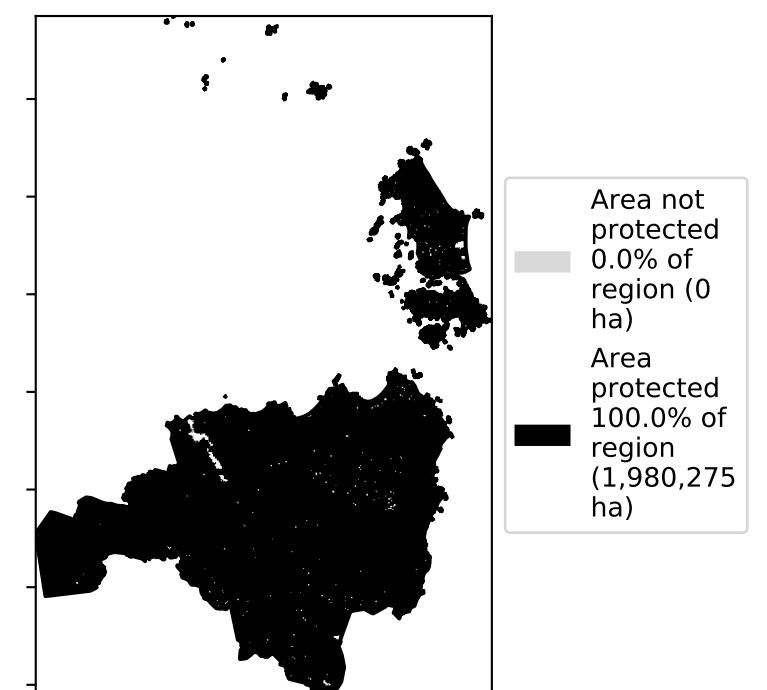 Area not
protected
0.0% of
region (0
ha)
Area
protected
100.0% of
region
(1,980,275
ha)